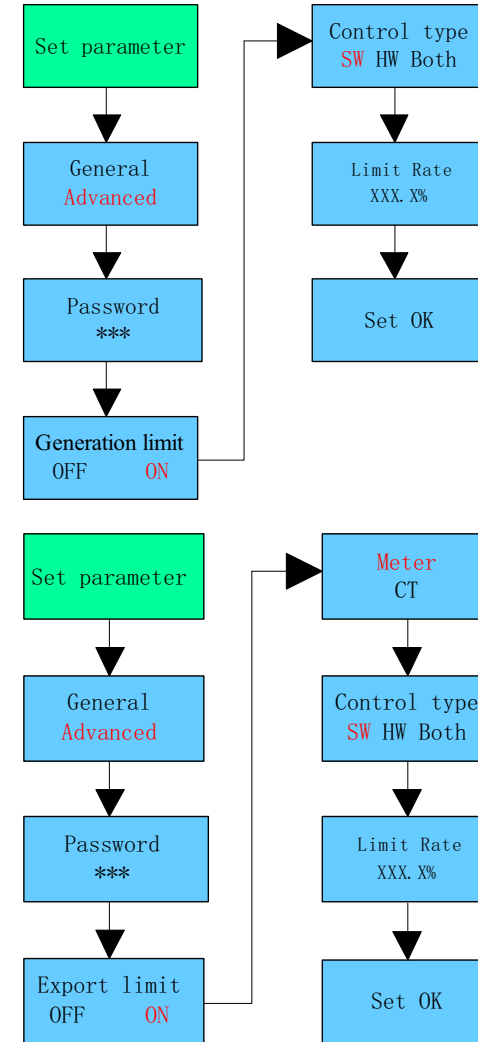 Set parameter
General
Advanced
Password
***
Generation limit
OFF ON
Control type
SW HW Both
Limit Rate
XXX.X%
Set OK
Set parameter
General
Advanced
Password
***
Export limit
OFF ON
Meter
CT
Control type
SW HW Both
Limit Rate
XXX.X%
Set OK